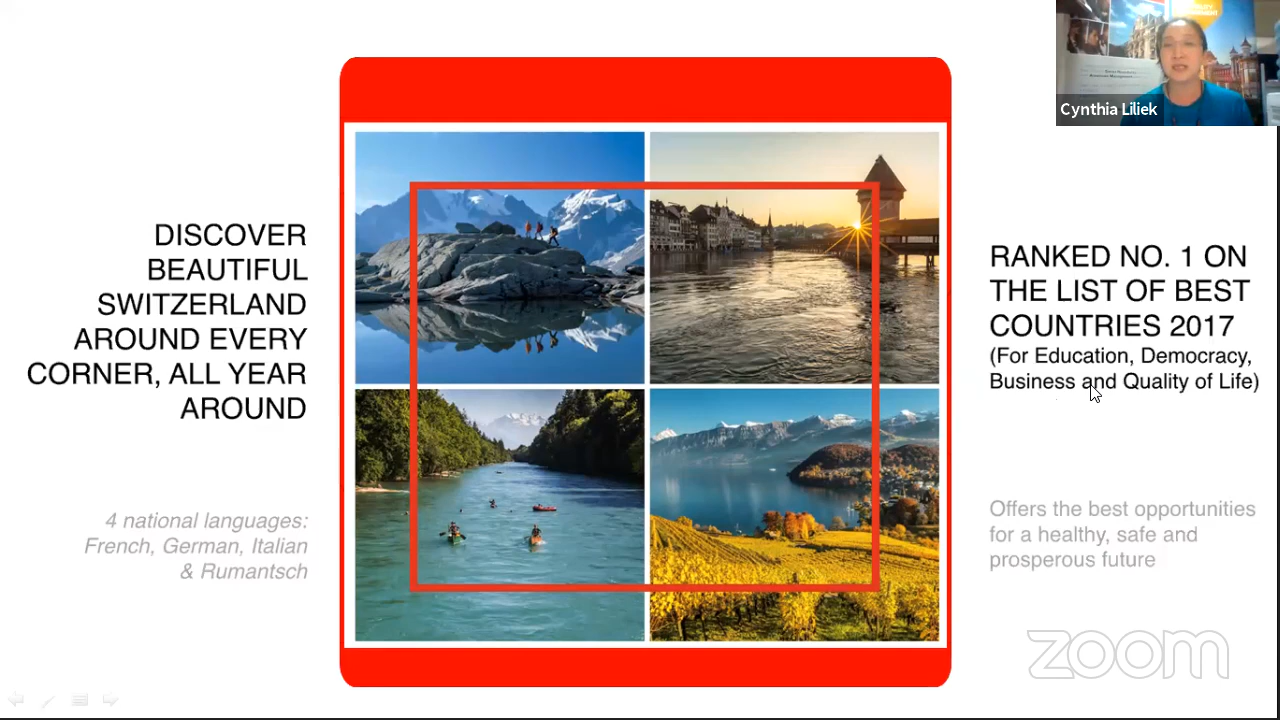 DISCOVER
BEAUTIFUL
SWITZERLAND
AROUND EVERY
CORNER, ALL YEAR
AROUND
4 national languages:
French, German, Italian
& Rumantsch
Cynthia Liliek
RANKED NO. 1 ON
THE LIST OF BEST
COUNTRIES 2017
(For Education, Democracy,
Business and Quality of Life)
Offers the best opportunities
for a healthy, safe and
prosperous future
zoom